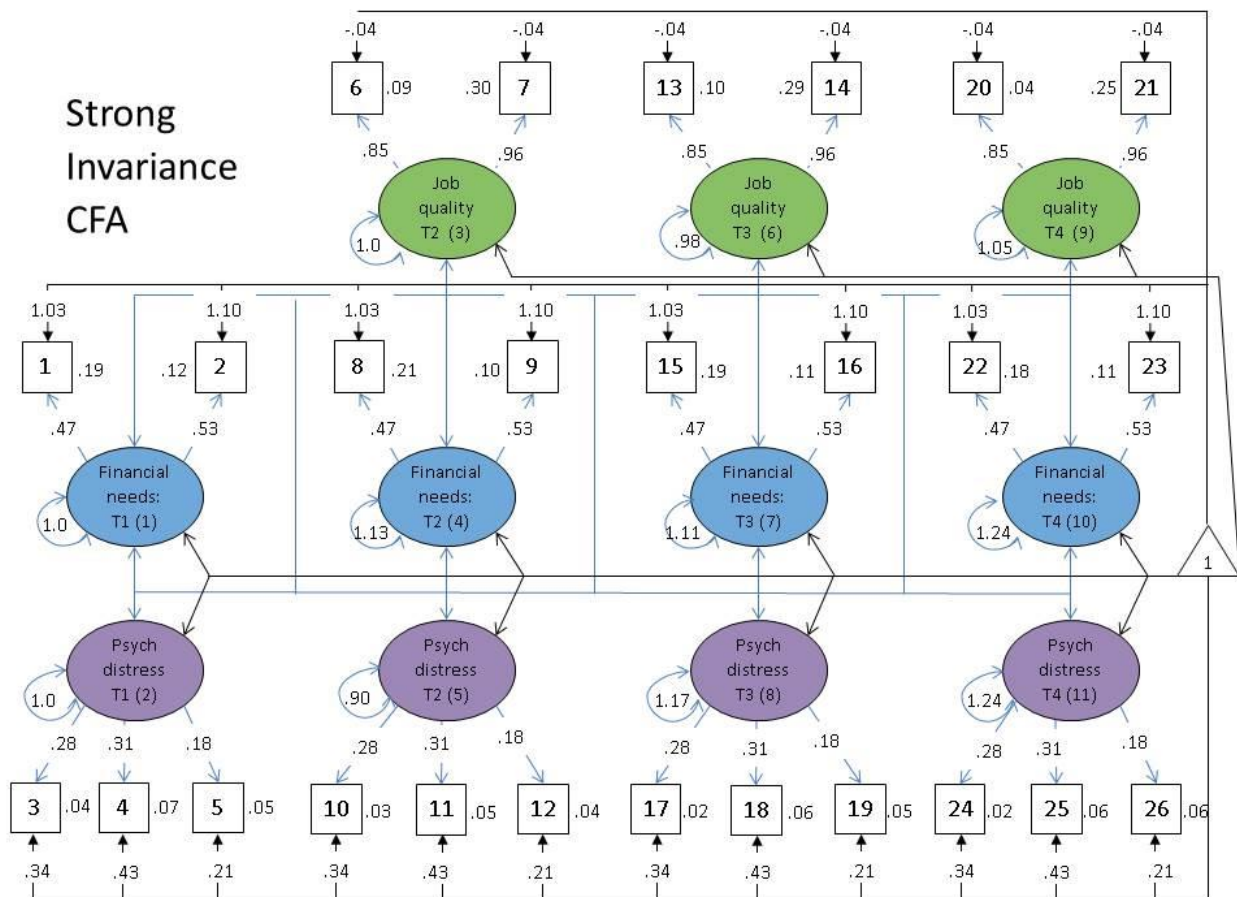 Strong
Invariance
CFA
-.04 -.04 -.04 -.04 -.04 -.04
6 .09 .30 7 13 .10 .29 14 20 .04 .25 21
.85 .96 .85 .96 .85 .96
Job quality T2 (3)
Job quality T3 (6)
Job quality T4 (9)
1.0 .98 1.05
1.03 1.10 1.03 1.10 1.03 1.10 1.03 1.10
1 .19 .12 2 8 .21 .10 9 15 .19 .11 16 22 .18 .11 23
.47 .53 .47 .53 .47 .53 .47 .53
Financial needs: T1 (1)
Financial needs: T2 (4)
Financial needs: T3 (7)
Financial needs: T4 (10)
1.0 1.13 1.11 1.24
1
Psych distress T1 (2)
Psych distress T2 (5)
Psych distress T3 (8)
Psych distress T4 (11)
1.0 .90 1.17 1.24
.28 .31 .18 .28 .31 .18 .28 .31 .18 .28 .31 .18
3 .04 4 .07 5 .05 10 .03 11 .05 12 .04 17 .02 18 .06 19 .05 24 .02 25 .06 26 .06
.34 .43 .21 .34 .43 .21 .34 .43 .21 .34 .43 .21